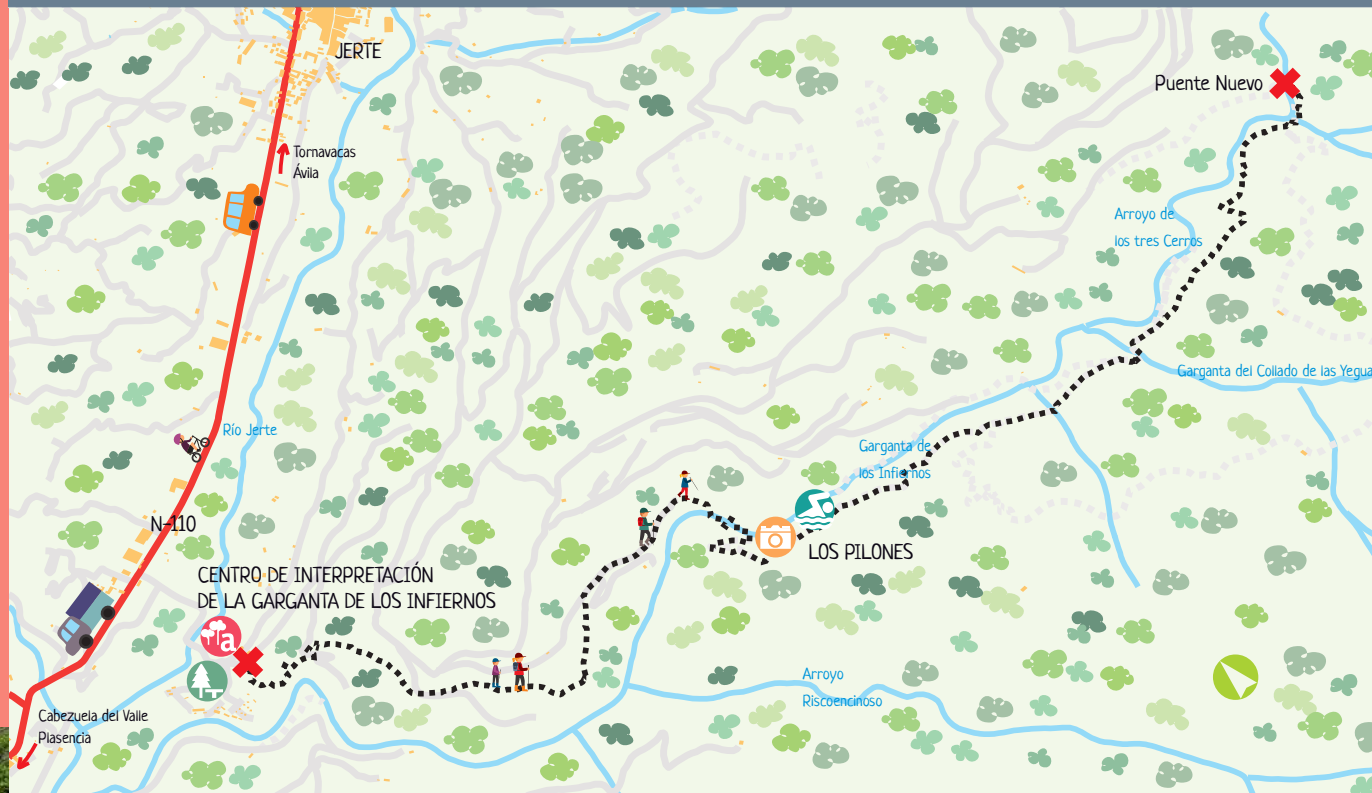 JERTE
Puente Nuevo
Tornavacas
Ávila
Arroyo de
los tres Cerros
Garganta del Collado de las Yegua
Río Jerte
Garganta de
los Infiernos
N-110
LOS PILONES
CENTRO DE INTERPRETACIÓN
DE LA GARGANTA DE LOS INFIERNOS
a
Arroyo
Riscoencinoso
Cabezuela del Valle
Plasencia